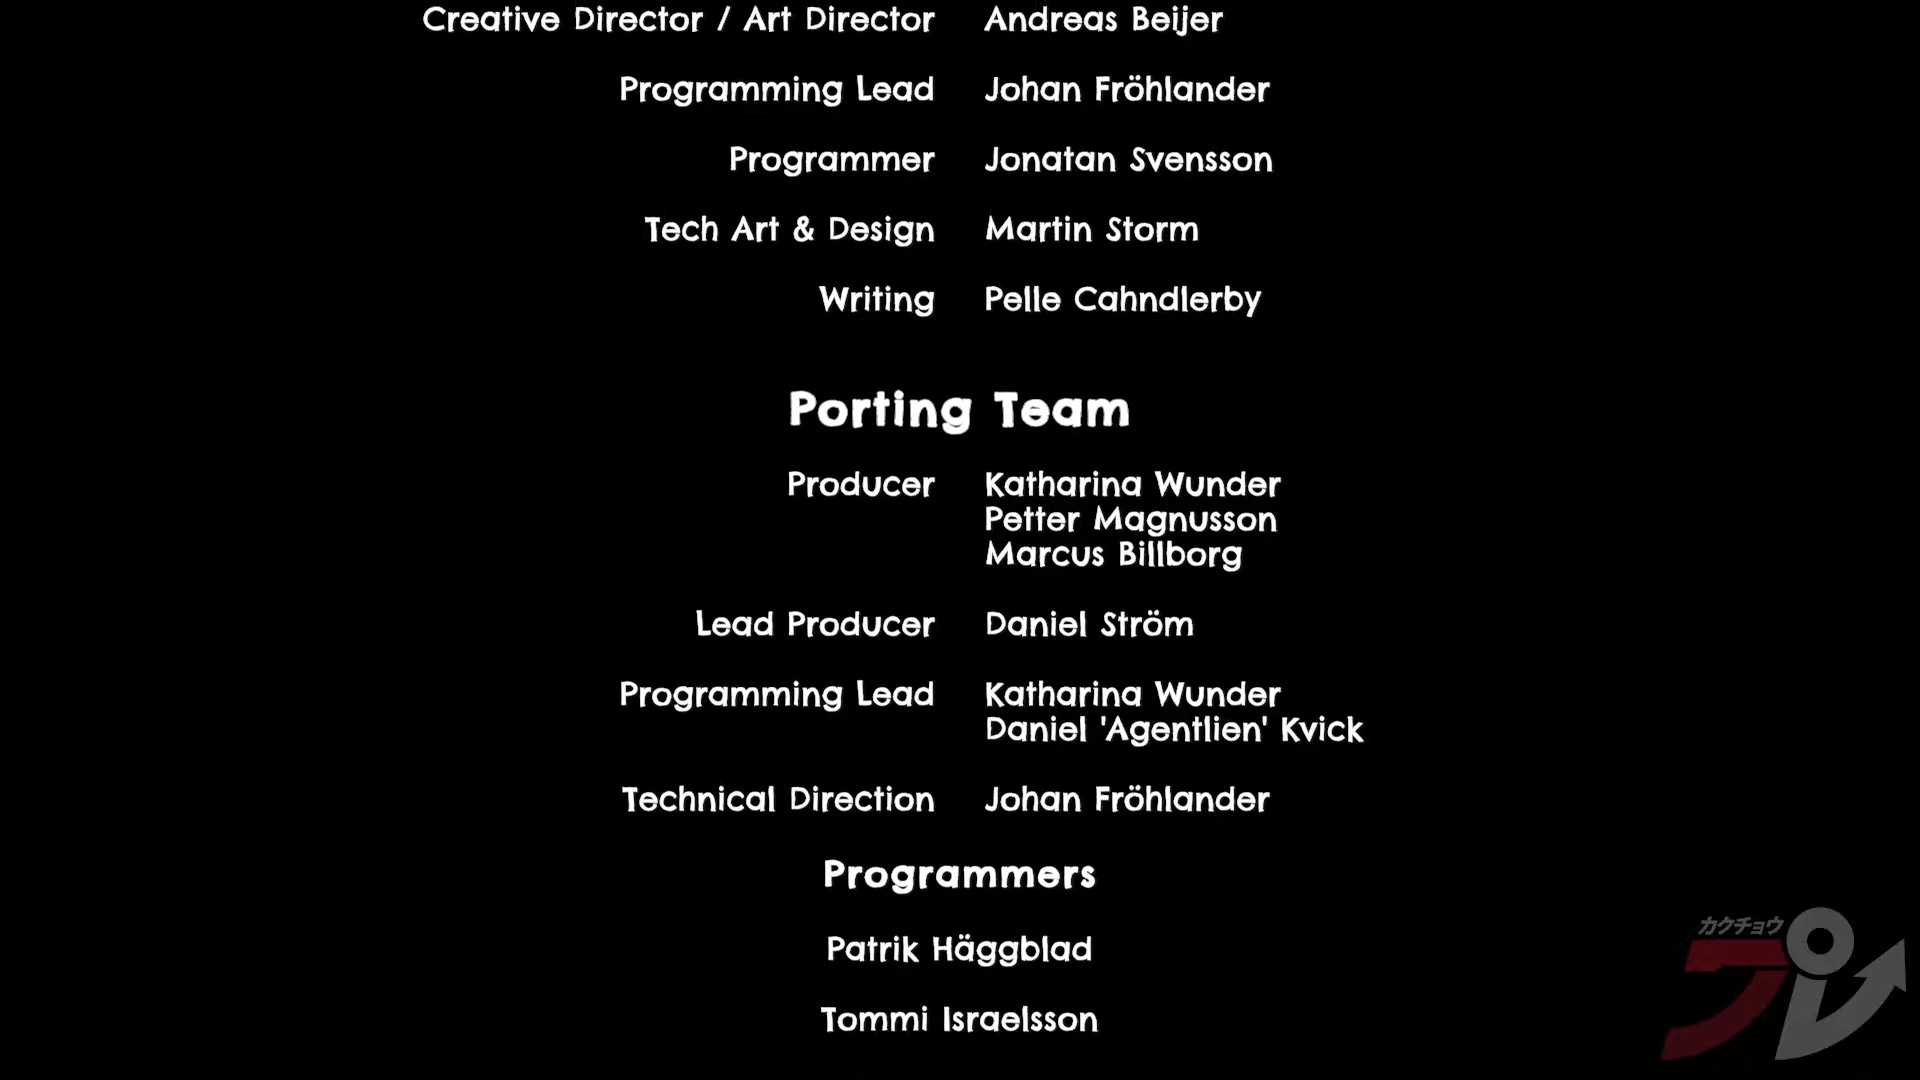 Creative Director / Art Director Andreas Beijer
Programming Lead Johan Fröhlander
Programmer Jonatan Svensson
Tech Art & Design Martin Storm
Writing Pelle Cahndlerby
Porting Team
Producer Katharina Wunder
Petter Magnusson
Marcus Billborg
Lead Producer Daniel Ström
Programming Lead Katharina Wunder
Daniel 'Agentlien' Kvick
Technical Direction Johan Fröhlander
Programmers
Patrik Häggblad
Tommi Israelsson
カクチョウ
プレ